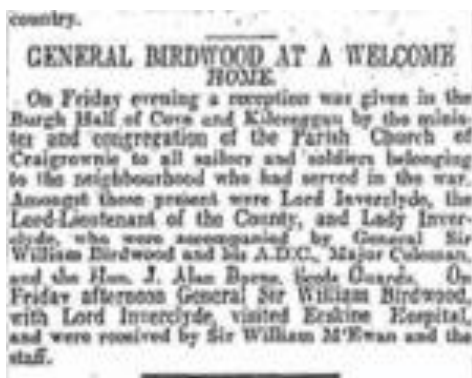 country.
GENERAL BIRDWOOD AT A WELCOME
HOME.
On Friday evening a reception was given in the
Burgh Hall of Cove and Kilcreggan by the minis-
ter and congregation of the Parish Church of
Craigrownie to all sailors and soldiers belonging
to the neighbourhood who had served in the war.
Amongst those present were Lord Inverclyde, the
Lord-Lieutenant of the County, and Lady Inver-
clyde, who were accompanied by General Sir
William Birdwood and his A.D.C., Major
and the Hon. J. Alan Burns, Scots Guards. On
Friday afternoon General Sir William Birdwood,
with Lord Inverclyde, visited Erskine Hospital,
and were received by Sir William M'Ewan and the
staff.